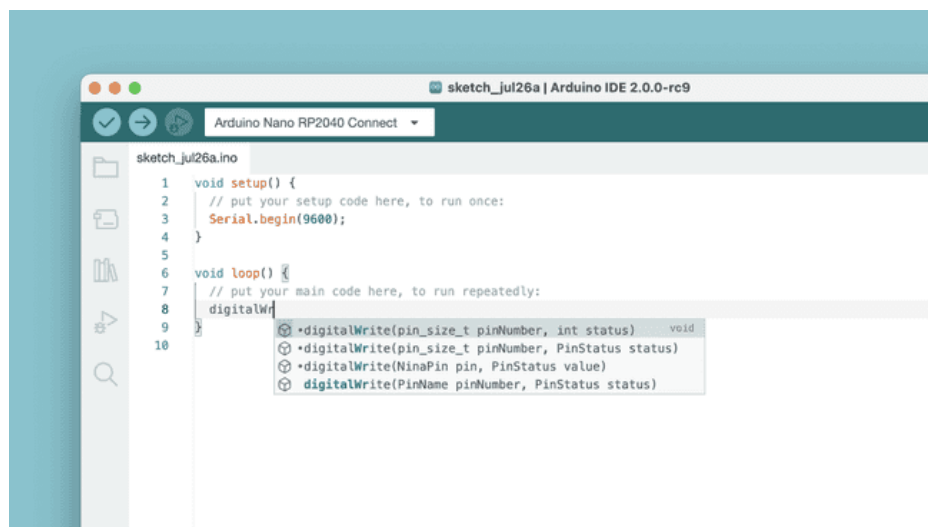 sketch_jul26a | Arduino IDE 2.0.0-rc9
Arduino Nano RP2040 Connect
sketch_jul26a.ino
1 void setup() {
2 // put your setup code here, to run once:
3 Serial.begin(9600);
4 }
5
6 void loop() {
7 // put your main code here, to run repeatedly:
8 digitalWr
9 }
10
•digitalWrite(pin_size_t pinNumber, int status) void
•digitalWrite(pin_size_t pinNumber, PinStatus status)
•digitalWrite(NinaPin pin, PinStatus value)
digitalWrite(PinName pinNumber, PinStatus status)